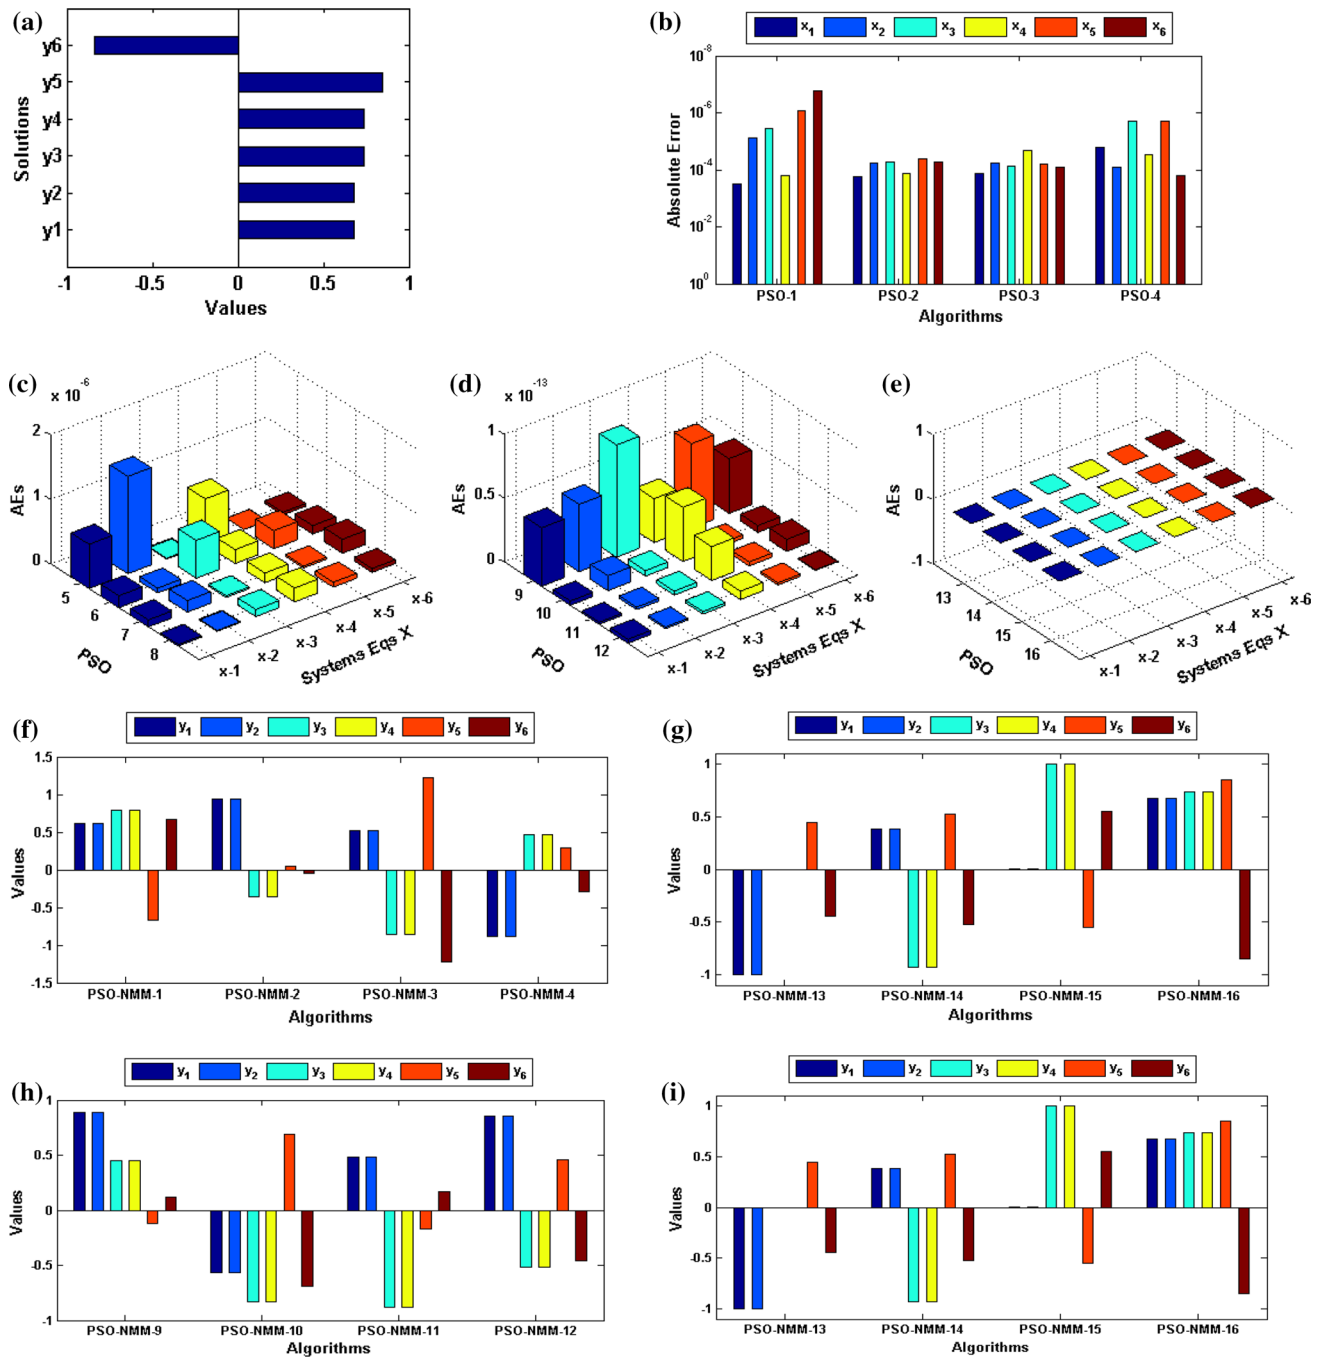 (a)
y6
y5
y4
y3
y2
y1
Solutions
-1 -0.5 0 0.5 1
Values
(b)
x1 x2 x3 x4 x5 x6
10^-8
10^-6
10^-4
10^-2
10^0
Absolute Error
PSO-1 PSO-2 PSO-3 PSO-4
Algorithms
(c)
x 10^-6
2
1
0
AEs
5
6
7
8
PSO
x-1 x-2 x-3 x-4 x-5 x-6
Systems Eqs X
(d)
x 10^-13
1
0.5
0
AEs
9
10
11
12
PSO
x-1 x-2 x-3 x-4 x-5 x-6
Systems Eqs X
(e)
1
0
-1
AEs
13
14
15
16
PSO
x-1 x-2 x-3 x-4 x-5 x-6
Systems Eqs X
(f)
y1 y2 y3 y4 y5 y6
1.5
1
0.5
0
-0.5
-1
-1.5
Values
PSO-NMM-1 PSO-NMM-2 PSO-NMM-3 PSO-NMM-4
Algorithms
(g)
y1 y2 y3 y4 y5 y6
1
0.5
0
-0.5
-1
Values
PSO-NMM-13 PSO-NMM-14 PSO-NMM-15 PSO-NMM-16
Algorithms
(h)
y1 y2 y3 y4 y5 y6
1
0.5
0
-0.5
-1
Values
PSO-NMM-9 PSO-NMM-10 PSO-NMM-11 PSO-NMM-12
Algorithms
(i)
y1 y2 y3 y4 y5 y6
1
0.5
0
-0.5
-1
Values
PSO-NMM-13 PSO-NMM-14 PSO-NMM-15 PSO-NMM-16
Algorithms